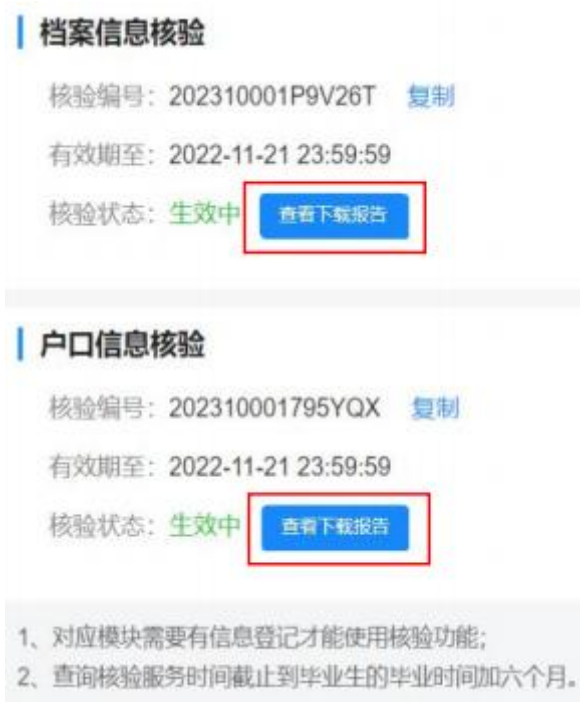 档案信息核验
核验编号：202310001P9V26T 复制
有效期至：2022-11-21 23:59:59
核验状态：生效中 查看下载报告
户口信息核验
核验编号：202310001795YQX 复制
有效期至：2022-11-21 23:59:59
核验状态：生效中 查看下载报告
1、对应模块需要有信息登记才能使用核验功能；
2、查询核验服务时间截止到毕业生的毕业时间加六个月。